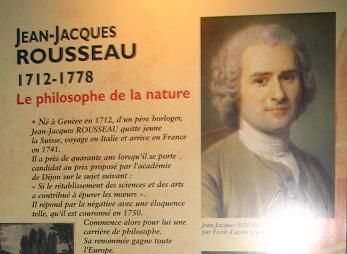 JEAN-JACQUES
ROUSSEAU
1712-1778
Le philosophe de la nature
• Né à Genève en 1712, d'un père horloger,
Jean-Jacques ROUSSEAU quitte jeune
la Suisse, voyage en Italie et arrive en France
en 1741.
Il a près de quarante ans lorsqu'il se porte
candidat au prix proposé par l'académie
de Dijon sur le sujet suivant :
« Si le rétablissement des sciences et des arts
a contribué à épurer les mœurs ».
Il répond par la négative avec une éloquence
telle, qu'il est couronné en 1750.
Commence alors pour lui une
carrière de philosophe.
Sa renommée gagne toute
l'Europe.
Jean Jacques
par Escot d'après